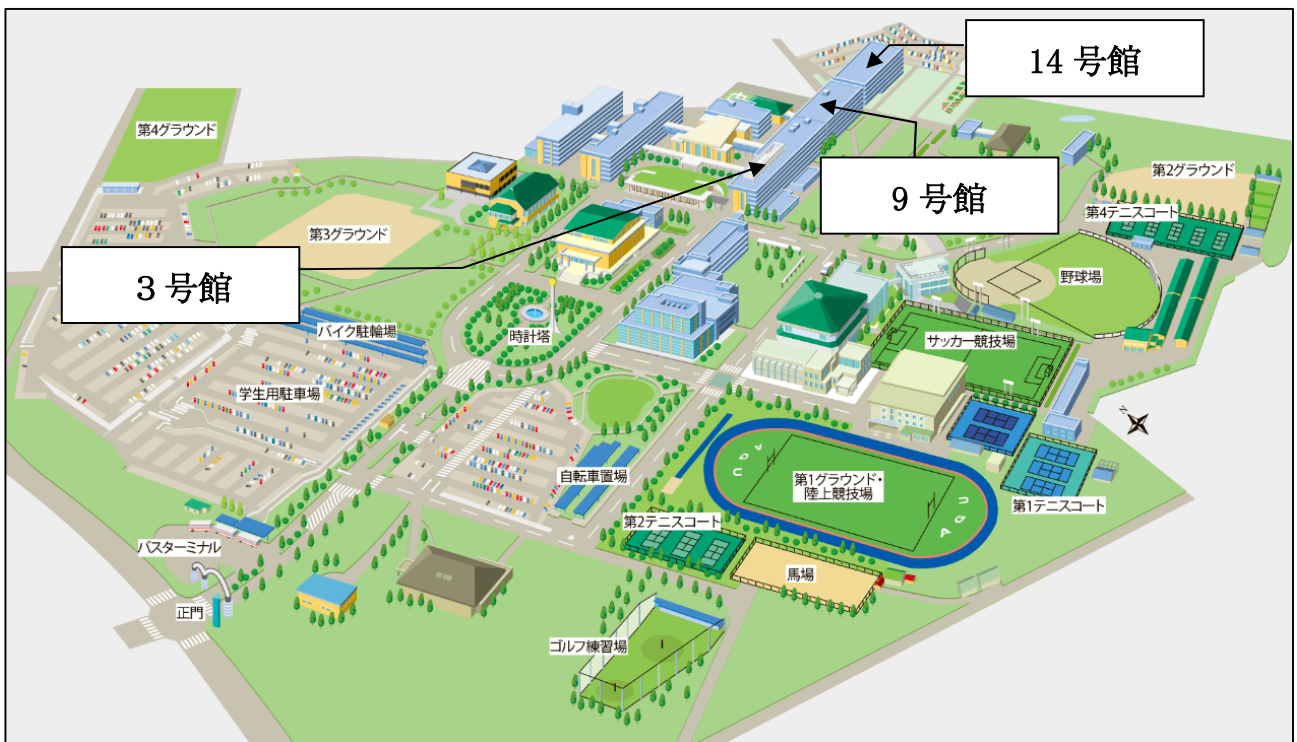 14 号館
9 号館
3 号館
第4グラウンド
第2グラウンド
第4テニスコート
第3グラウンド
野球場
バイク駐輪場
時計塔
サッカー競技場
学生用駐車場
N
自転車置場
第1グラウンド・
陸上競技場
第1テニスコート
第2テニスコート
バスターミナル
馬場
正門
ゴルフ練習場
AGU
AGU